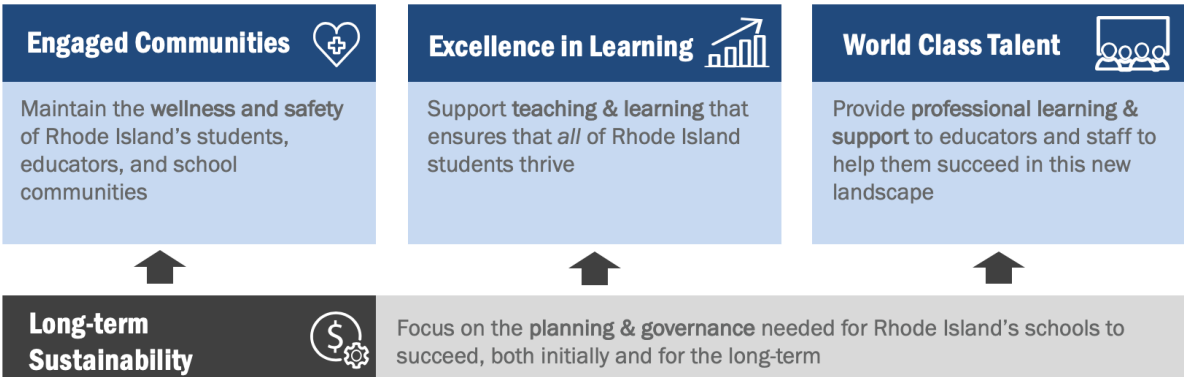 Engaged Communities
Maintain the wellness and safety
of Rhode Island's students,
educators, and school
communities
Excellence in Learning
Support teaching & learning that
ensures that all of Rhode Island
students thrive
World Class Talent
Provide professional learning &
support to educators and staff to
help them succeed in this new
landscape
Long-term
Sustainability
$
Focus on the planning & governance needed for Rhode Island's schools to
succeed, both initially and for the long-term